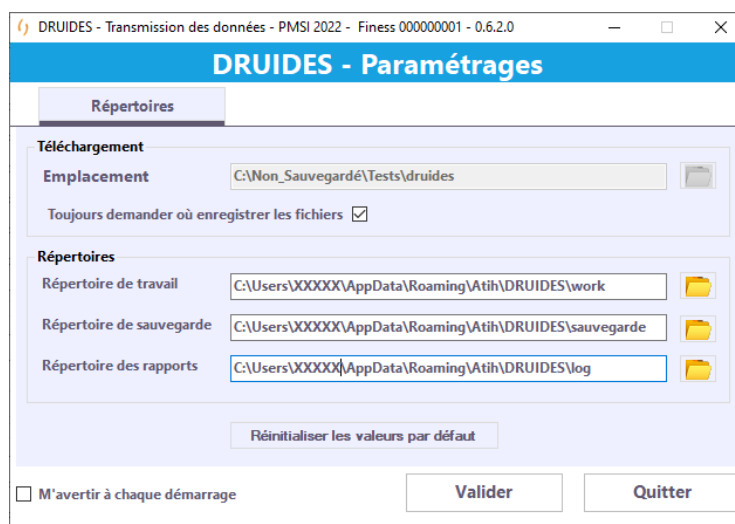 DRUIDES - Transmission des données - PMSI 2022 - Finess 000000001 - 0.6.2.0
DRUIDES - Paramétrages
Répertoires
Téléchargement
Emplacement C:\Non_Sauvegardé\Tests\druides
Toujours demander où enregistrer les fichiers
Répertoires
Répertoire de travail C:\Users\XXXXX\AppData\Roaming\Atih\DRUIDES\work
Répertoire de sauvegarde C:\Users\XXXXX\AppData\Roaming\Atih\DRUIDES\sauvegarde
Répertoire des rapports C:\Users\XXXXX\AppData\Roaming\Atih\DRUIDES\log
Réinitialiser les valeurs par défaut
M'avertir à chaque démarrage Valider Quitter